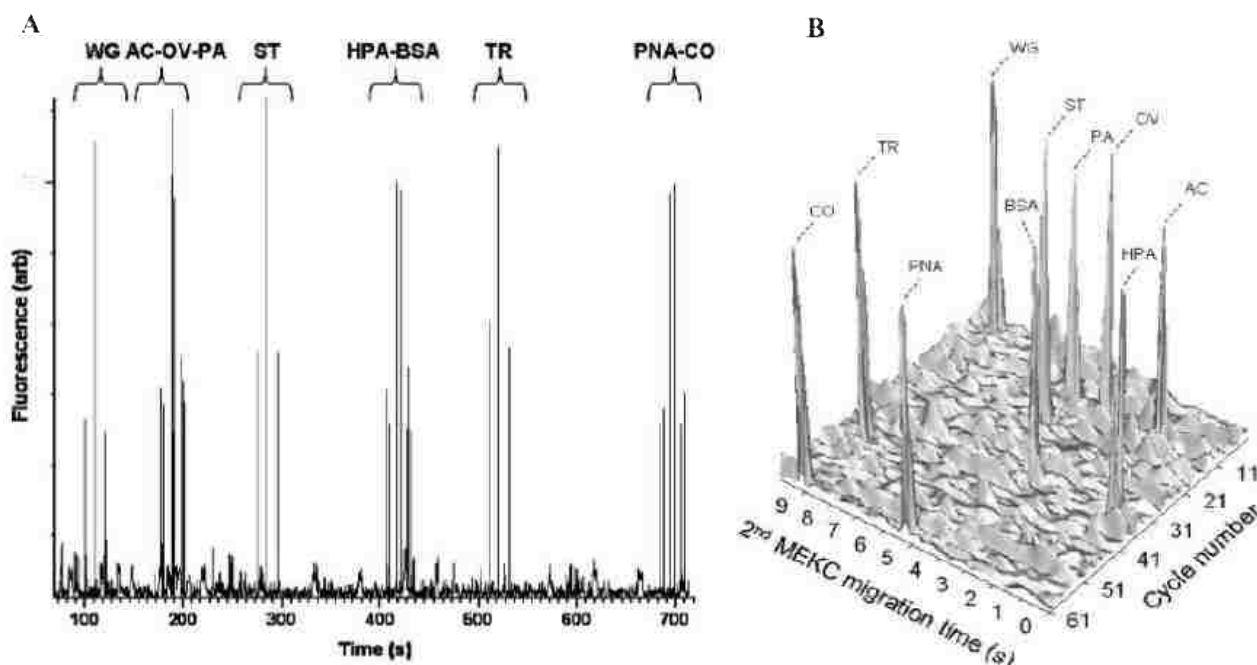 A
WG AC-OV-PA ST HPA-BSA TR PNA-CO
Fluorescence (arb)
100 200 300 400 500 600 700
Time (s)
B
WG
ST
PA
OV
TR
AC
BSA
CO
HPA
PNA
9 8 7 6 5 4 3 2 1 0
2nd MEKC migration time (s)
11 21 31 41 51 61
Cycle number